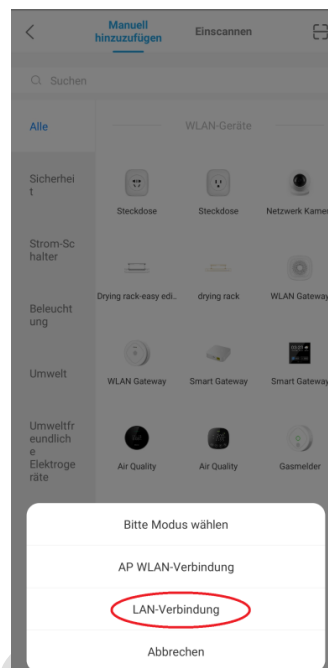 Manuell
hinzuzufügen
Einscannen
Suchen
Alle
WLAN-Geräte
Sicherhei
t
Steckdose
Steckdose
Netzwerk Kamer
Strom-Sc
halter
Drying rack-easy edi..
drying rack
WLAN Gateway
Beleucht
ung
Umwelt
WLAN Gateway
Smart Gateway
Smart Gateway
Umweltfr
eundlich
e
Elektroge
räte
Air Quality
Air Quality
Gasmelder
Bitte Modus wählen
AP WLAN-Verbindung
LAN-Verbindung
Abbrechen